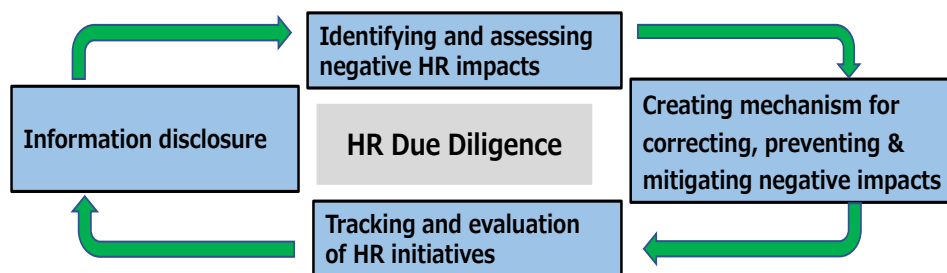 Identifying and assessing
negative HR impacts
Information disclosure
HR Due Diligence
Creating mechanism for
correcting, preventing &
mitigating negative impacts
Tracking and evaluation
of HR initiatives